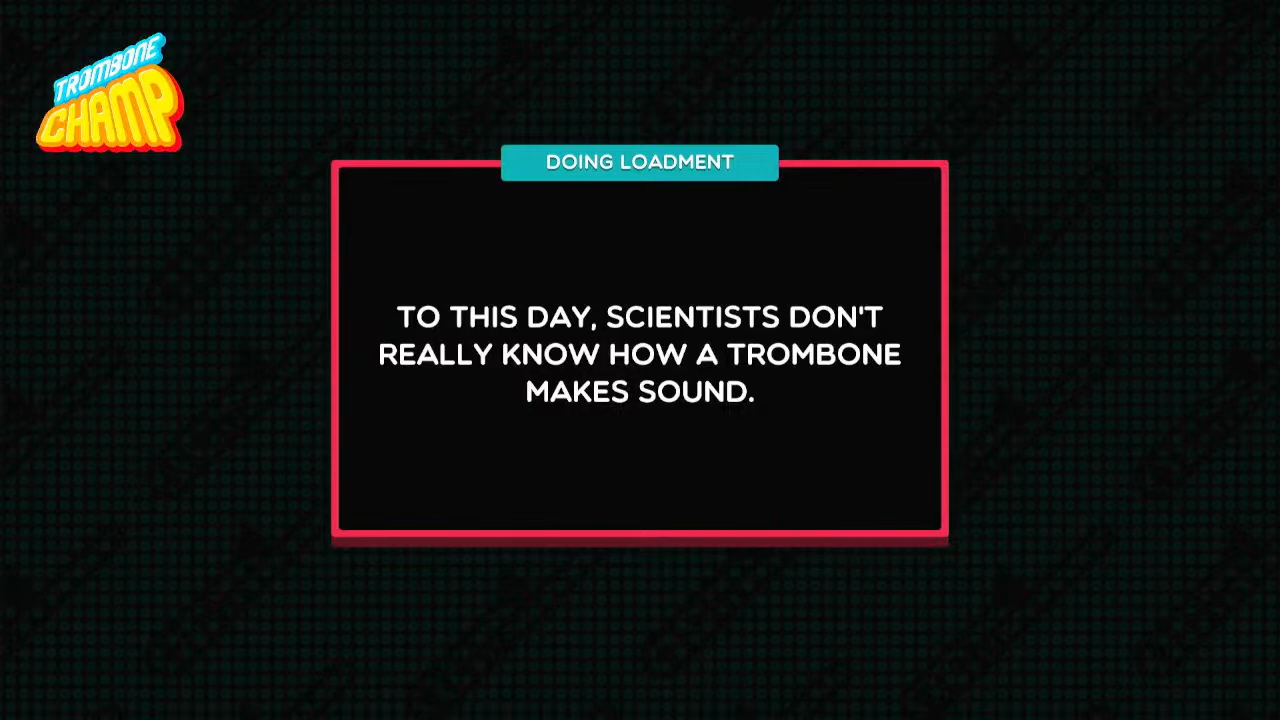 TROMBONE
CHAMP
DOING LOADMENT
TO THIS DAY, SCIENTISTS DON'T
REALLY KNOW HOW A TROMBONE
MAKES SOUND.